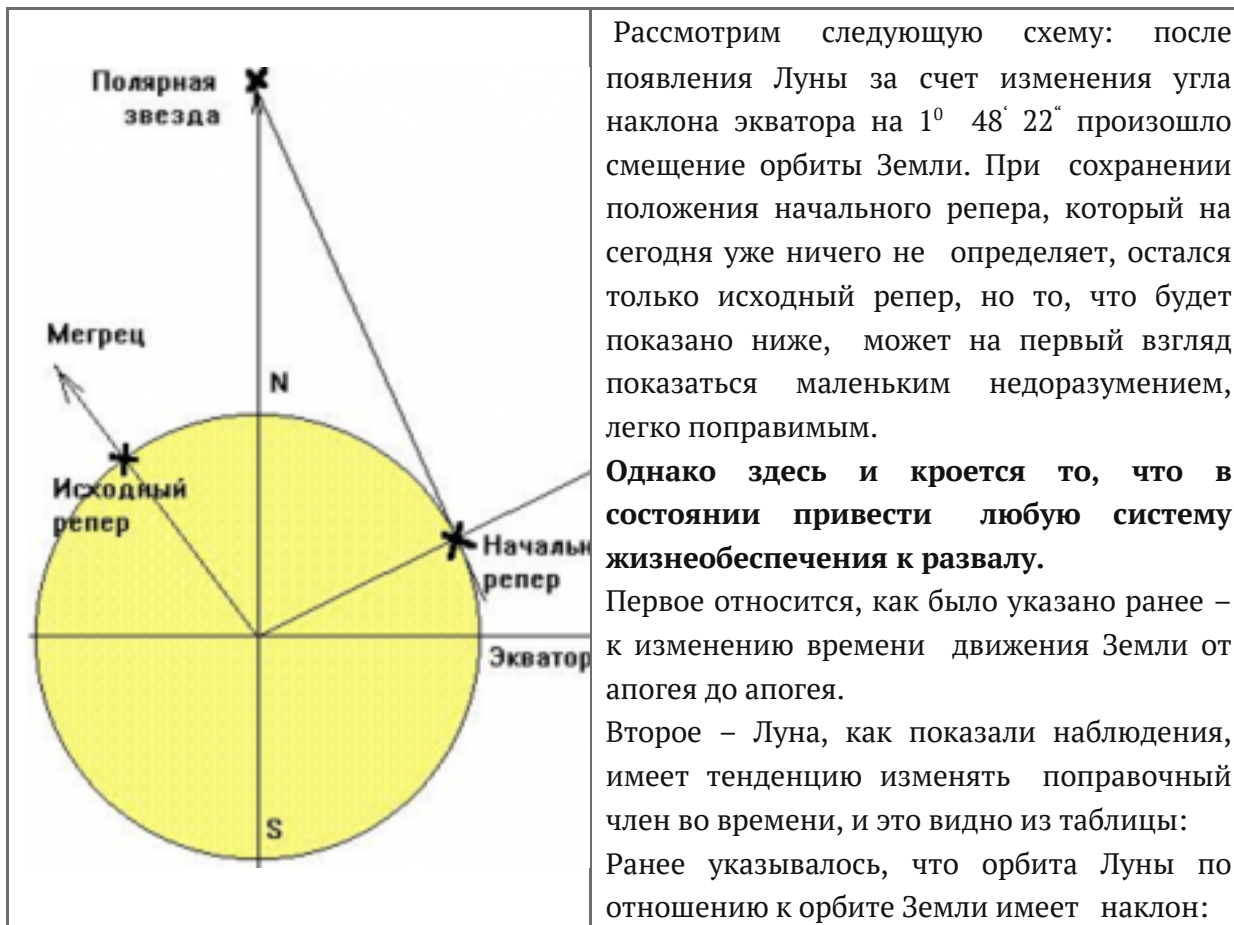 Полярная
звезда
Мегрец
N
Исходный
репер
Начальн
репер
Экватор
S
Рассмотрим следующую схему: после
появления Луны за счет изменения угла
наклона экватора на 1⁰ 48‘ 22“ произошло
смещение орбиты Земли. При сохранении
положения начального репера, который на
сегодня уже ничего не определяет, остался
только исходный репер, но то, что будет
показано ниже, может на первый взгляд
показаться маленьким недоразумением,
легко поправимым.
Однако здесь и кроется то, что в
состоянии привести любую систему
жизнеобеспечения к развалу.
Первое относится, как было указано ранее –
к изменению времени движения Земли от
апогея до апогея.
Второе – Луна, как показали наблюдения,
имеет тенденцию изменять поправочный
член во времени, и это видно из таблицы:
Ранее указывалось, что орбита Луны по
отношению к орбите Земли имеет наклон: